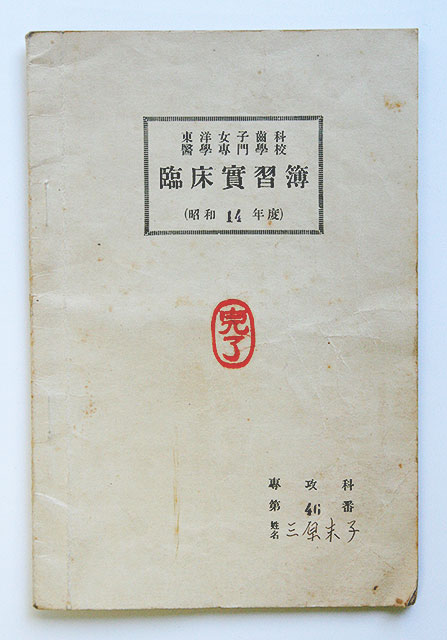 東洋女子齒科
醫學專門學校
臨床實習簿
(昭和 14 年度)
完了
專攻科
第 46 番
姓名 三原末子